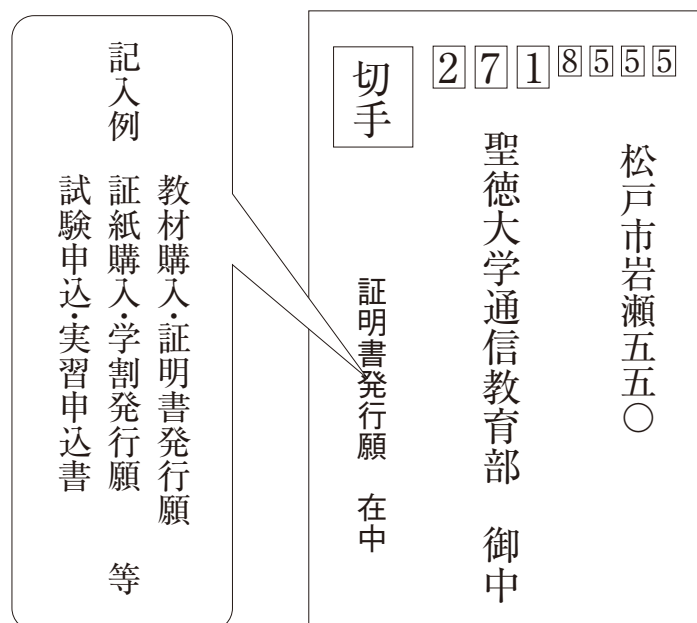 切手
2718555
松戸市岩瀬五五〇
聖徳大学通信教育部　御中
証明書発行願　在中
記入例
教材購入・証明書発行願
証紙購入・学割発行願　等
試験申込・実習申込書